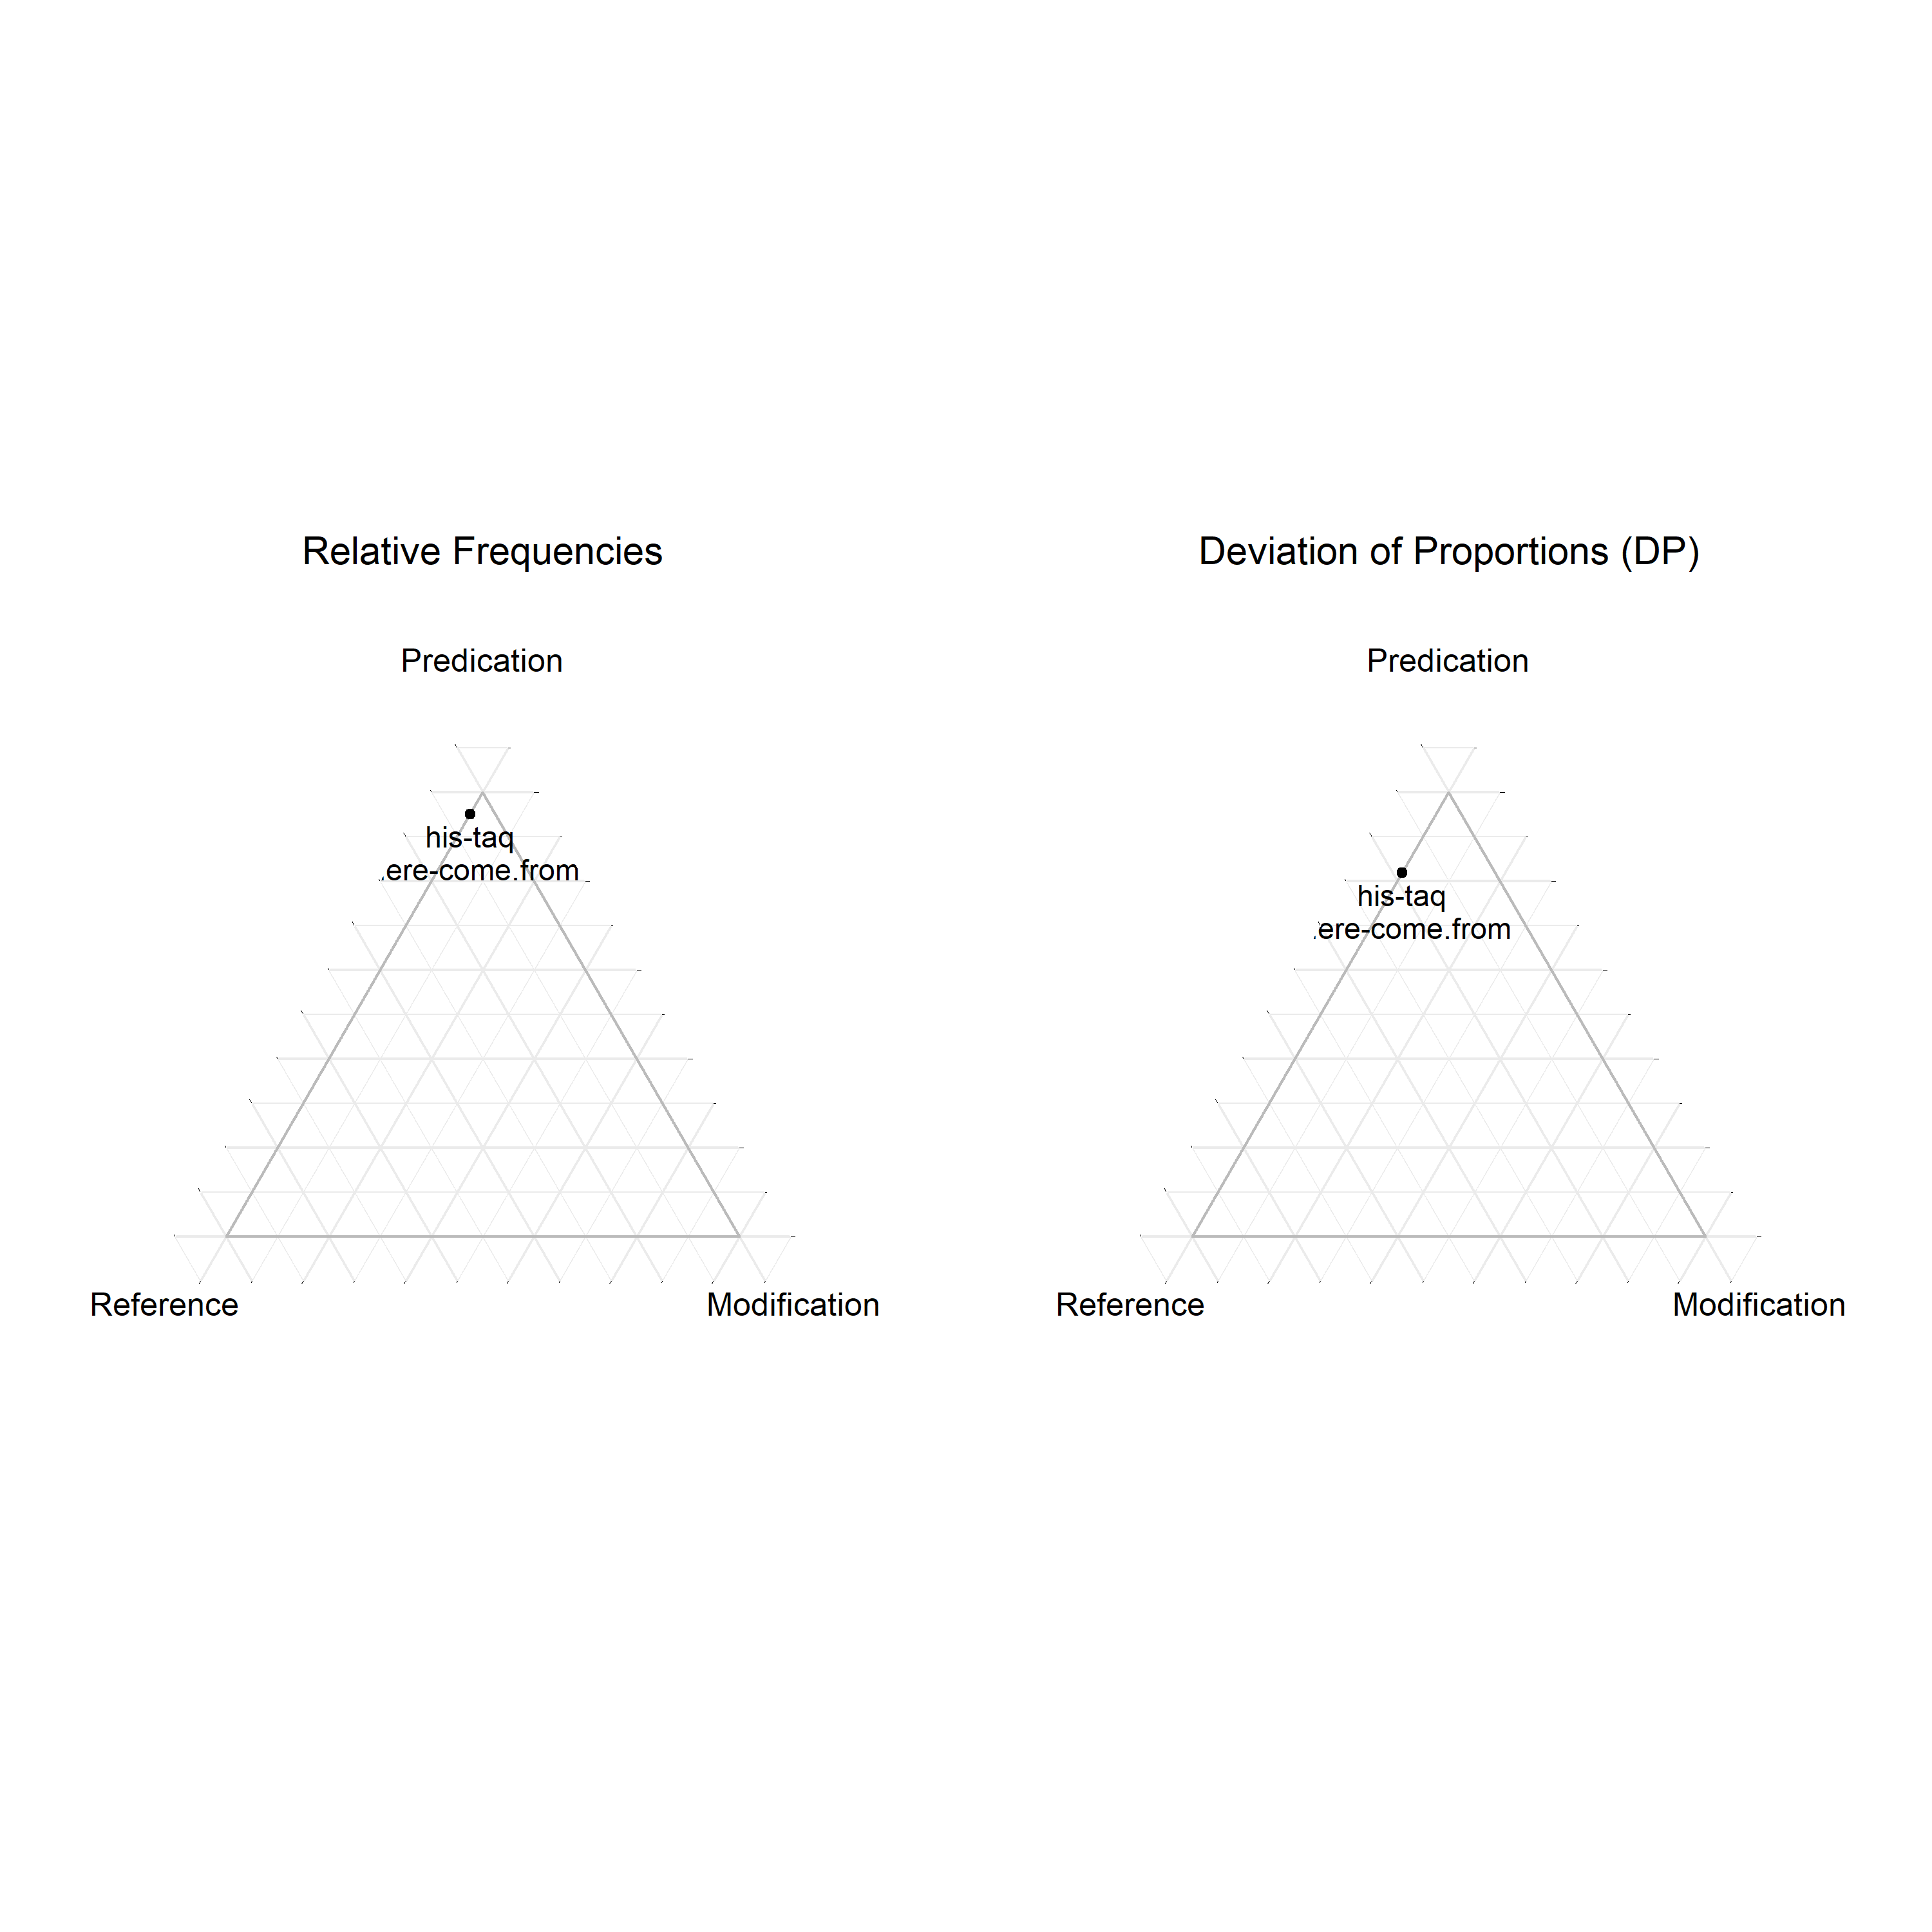 Relative Frequencies
Predication
his-taq
ere-come.from
Reference
Modification
Deviation of Proportions (DP)
Predication
his-taq
ere-come.from
Reference
Modification